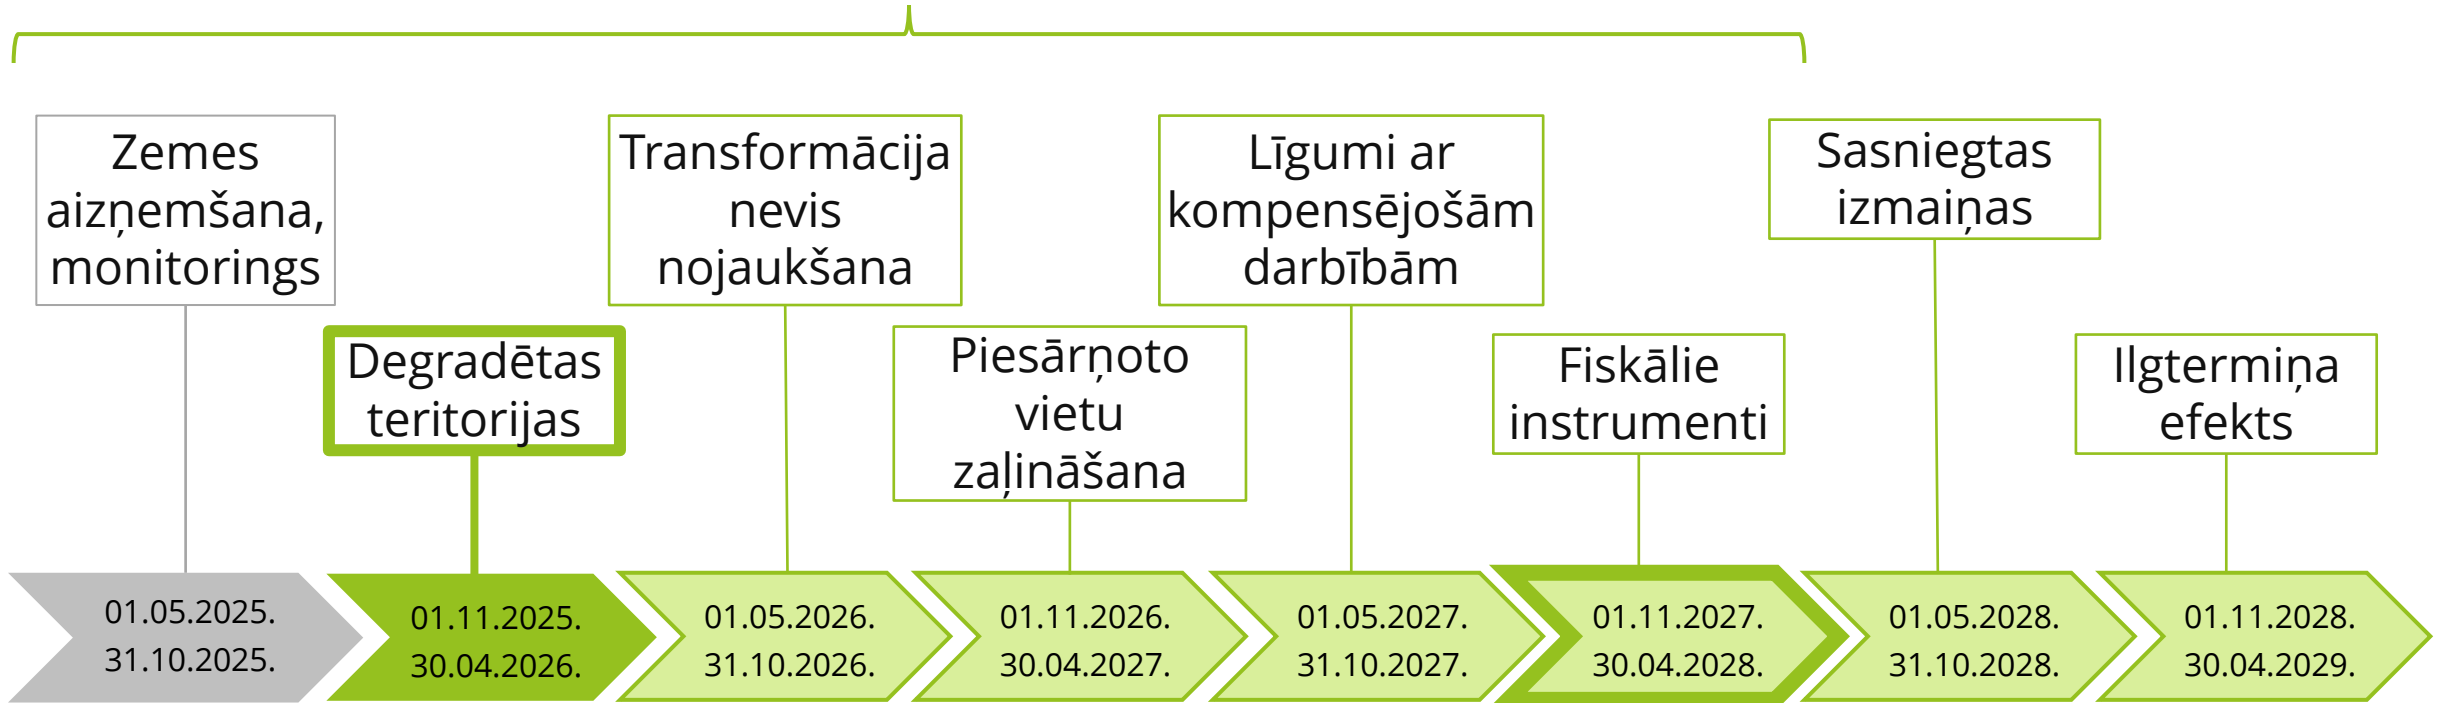 Zemes
aizņemšana,
monitorings
Degradētas
teritorijas
Transformācija
nevis
nojaukšana
Piesārņoto
vietu
zaļināšana
Līgumi ar
kompensējošām
darbībām
Fiskālie
instrumenti
Sasniegtas
izmaiņas
Ilgtermiņa
efekts
01.05.2025.
31.10.2025.
01.11.2025.
30.04.2026.
01.05.2026.
31.10.2026.
01.11.2026.
30.04.2027.
01.05.2027.
31.10.2027.
01.11.2027.
30.04.2028.
01.05.2028.
31.10.2028.
01.11.2028.
30.04.2029.